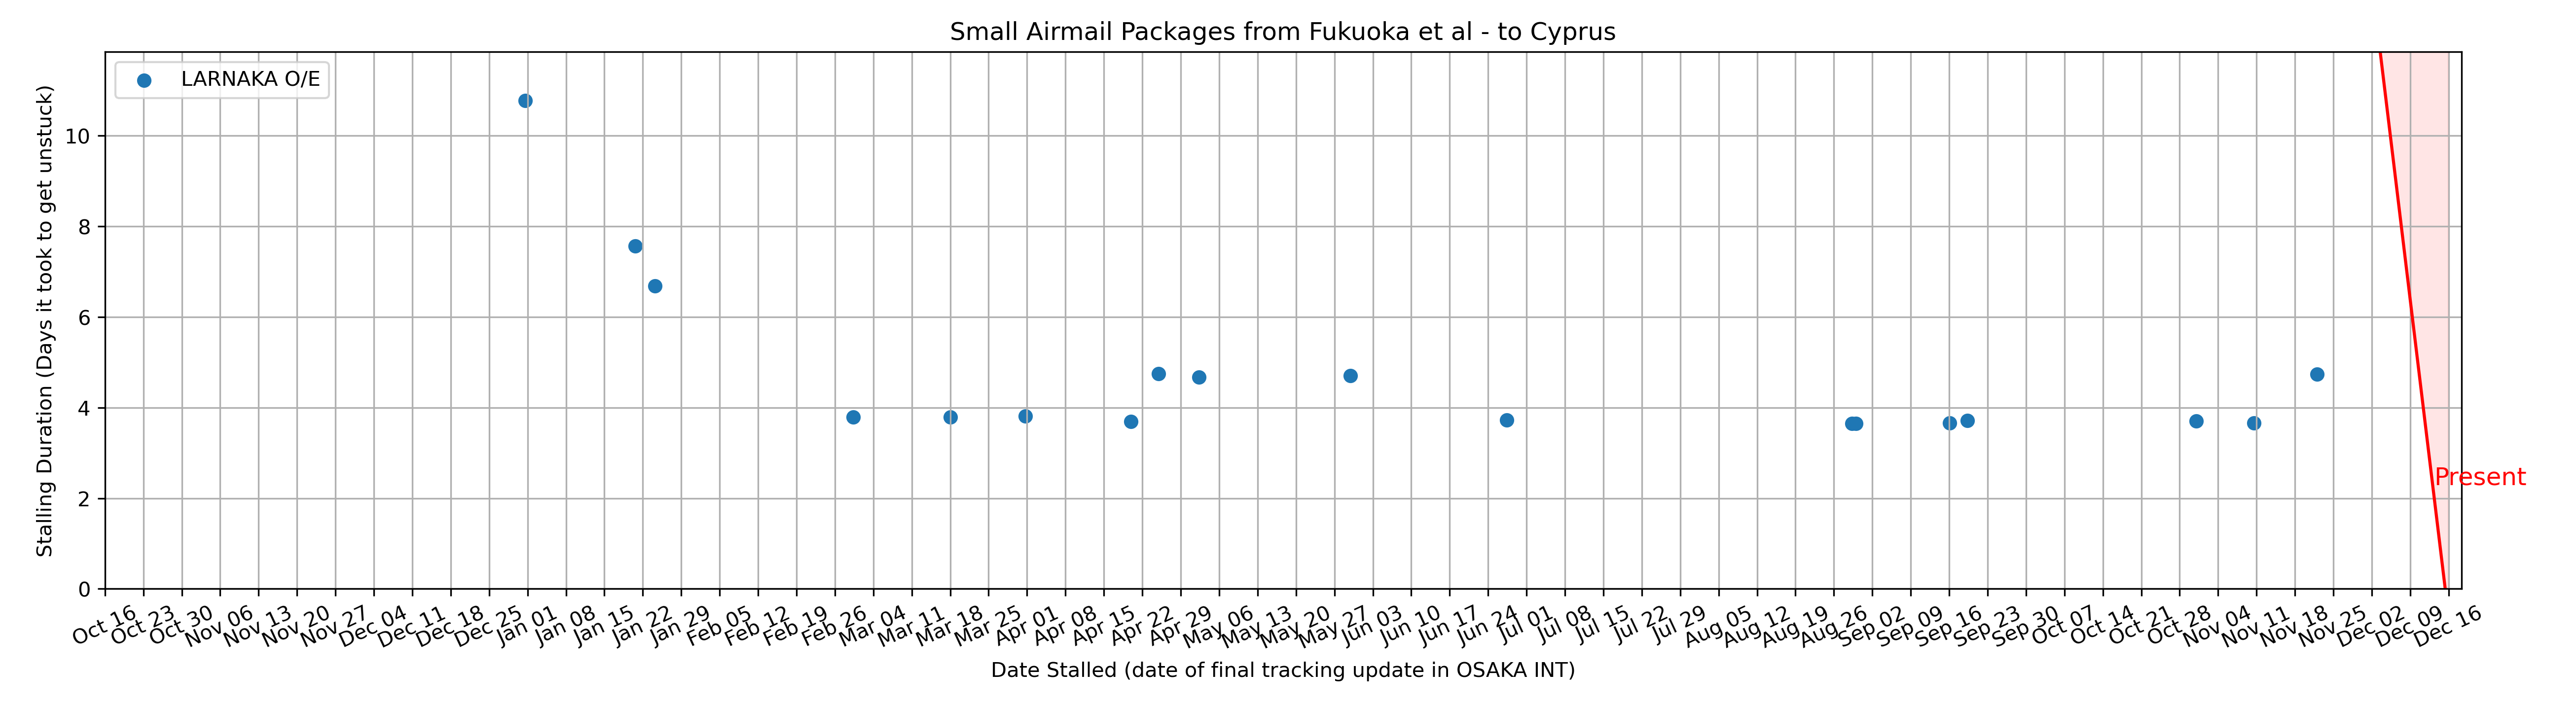 Small Airmail Packages from Fukuoka et al - to Cyprus
LARNAKA O/E
Stalling Duration (Days it took to get unstuck)
10
8
6
4
2
0
Present
Oct 16 Oct 23 Oct 30 Nov 06 Nov 13 Nov 20 Nov 27 Dec 04 Dec 11 Dec 18 Dec 25 Jan 01 Jan 08 Jan 15 Jan 22 Jan 29 Feb 05 Feb 12 Feb 19 Feb 26 Mar 04 Mar 11 Mar 18 Mar 25 Apr 01 Apr 08 Apr 15 Apr 22 Apr 29 May 06 May 13 May 20 May 27 Jun 03 Jun 10 Jun 17 Jun 24 Jul 01 Jul 08 Jul 15 Jul 22 Jul 29 Aug 05 Aug 12 Aug 19 Aug 26 Sep 02 Sep 09 Sep 16 Sep 23 Sep 30 Oct 07 Oct 14 Oct 21 Oct 28 Nov 04 Nov 11 Nov 18 Nov 25 Dec 02 Dec 09 Dec 16
Date Stalled (date of final tracking update in OSAKA INT)